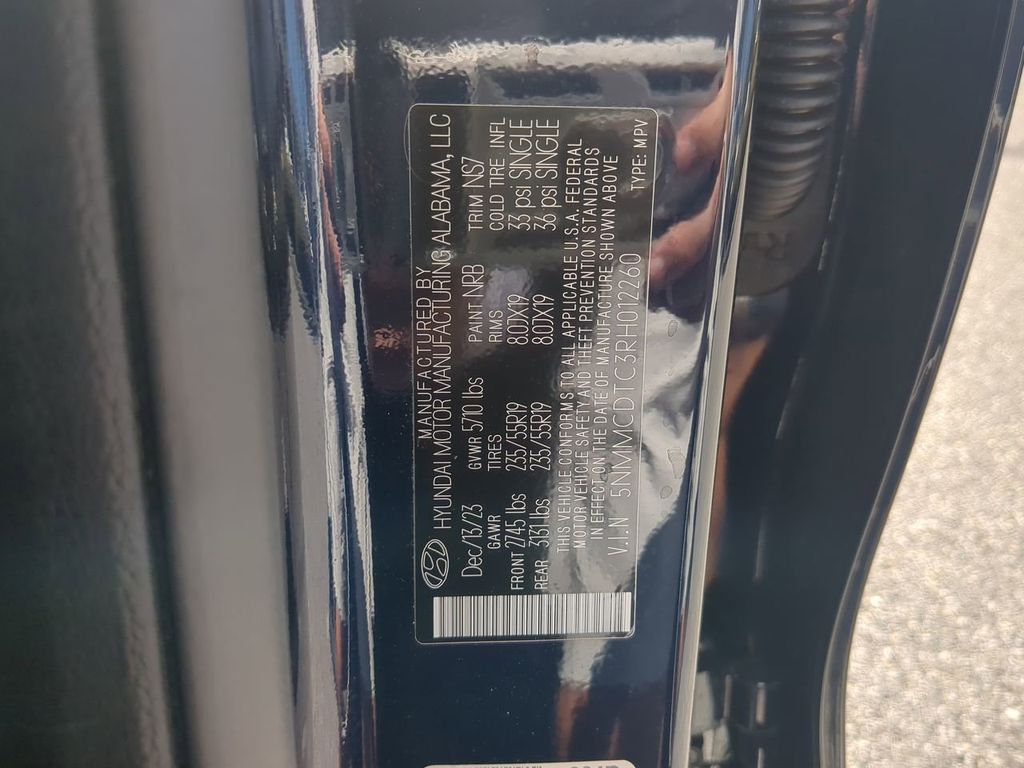 MANUFACTURED BY
HYUNDAI MOTOR MANUFACTURING ALABAMA, LLC
Dec/13/23 GVWR 5710 lbs PAINT NRB TRIM NS7
GAWR TIRES RIMS COLD TIRE INFL
FRONT 2745 lbs 235/55R19 8.0JX19 33 psi SINGLE
REAR 3131 lbs 235/55R19 8.0JX19 36 psi SINGLE
THIS VEHICLE CONFORMS TO ALL APPLICABLE U.S.A. FEDERAL
MOTOR VEHICLE SAFETY AND THEFT PREVENTION STANDARDS
IN EFFECT ON THE DATE OF MANUFACTURE SHOWN ABOVE
V.I.N 5NMMCDTC3RH012260 TYPE: MPV